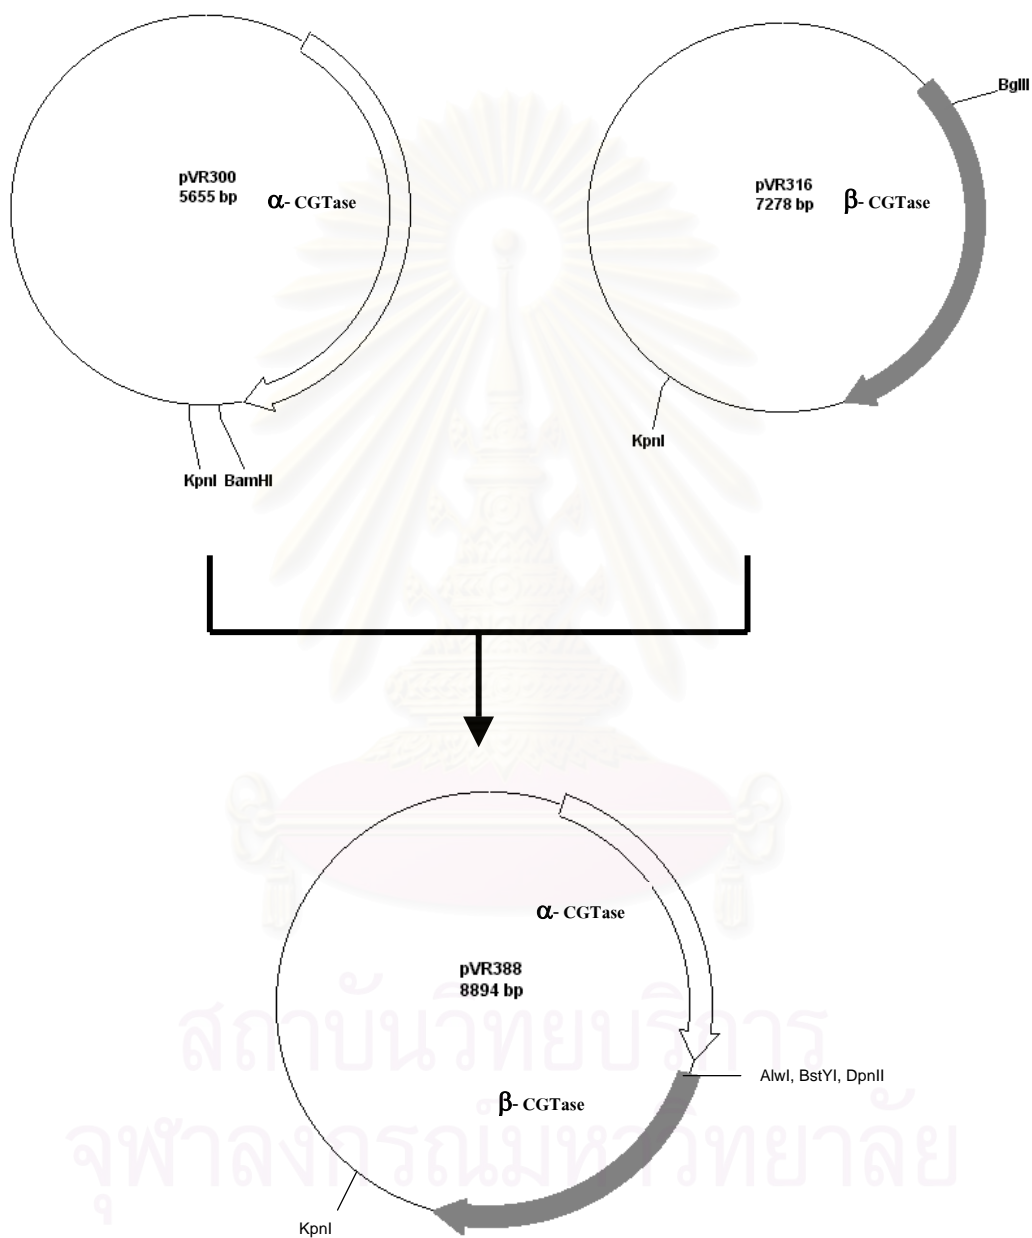 pVR300
5655 bp
α- CGTase
KpnI BamHI
BglII
pVR316
7278 bp
β- CGTase
KpnI
α- CGTase
pVR388
8894 bp
AlwI, BstYI, DpnII
β- CGTase
KpnI
สถาบันวิทยบริการ
จุฬาลงกรณ์มหาวิทยาลัย